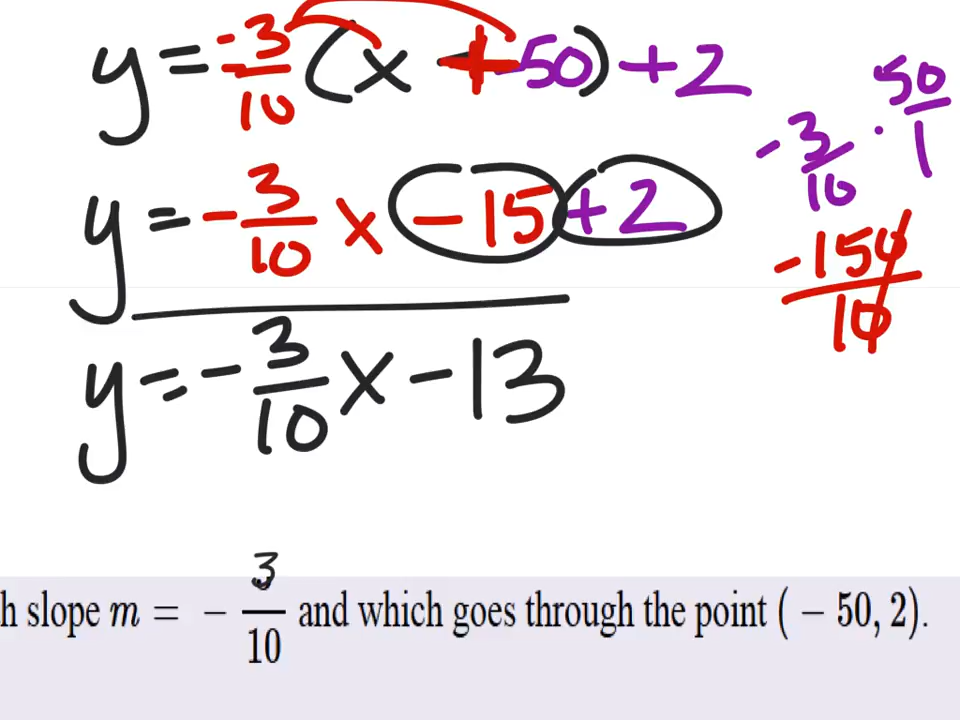 y = -3/10 (x + 50) + 2
-3/10 · 50/1
y = -3/10 x - 15 + 2
-150/10
y = -3/10 x - 13
h slope m = - 3/10 and which goes through the point ( - 50, 2).